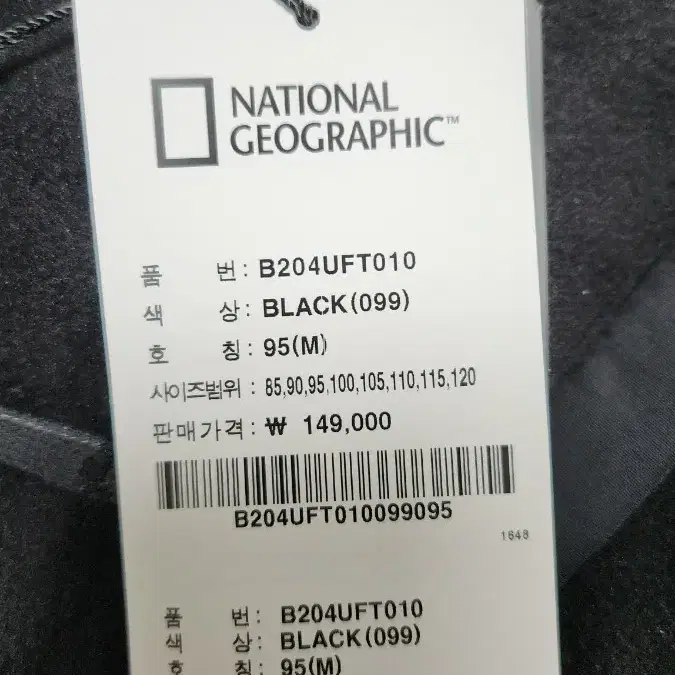 NATIONAL
GEOGRAPHIC™
품 번 : B204UFT010
색 상 : BLACK(099)
호 칭 : 95(M)
사이즈범위 : 85,90,95,100,105,110,115,120
판매가격 : ₩ 149,000
B204UFT010099095
1648
품 번 : B204UFT010
색 상 : BLACK(099)
호 칭 : 95(M)